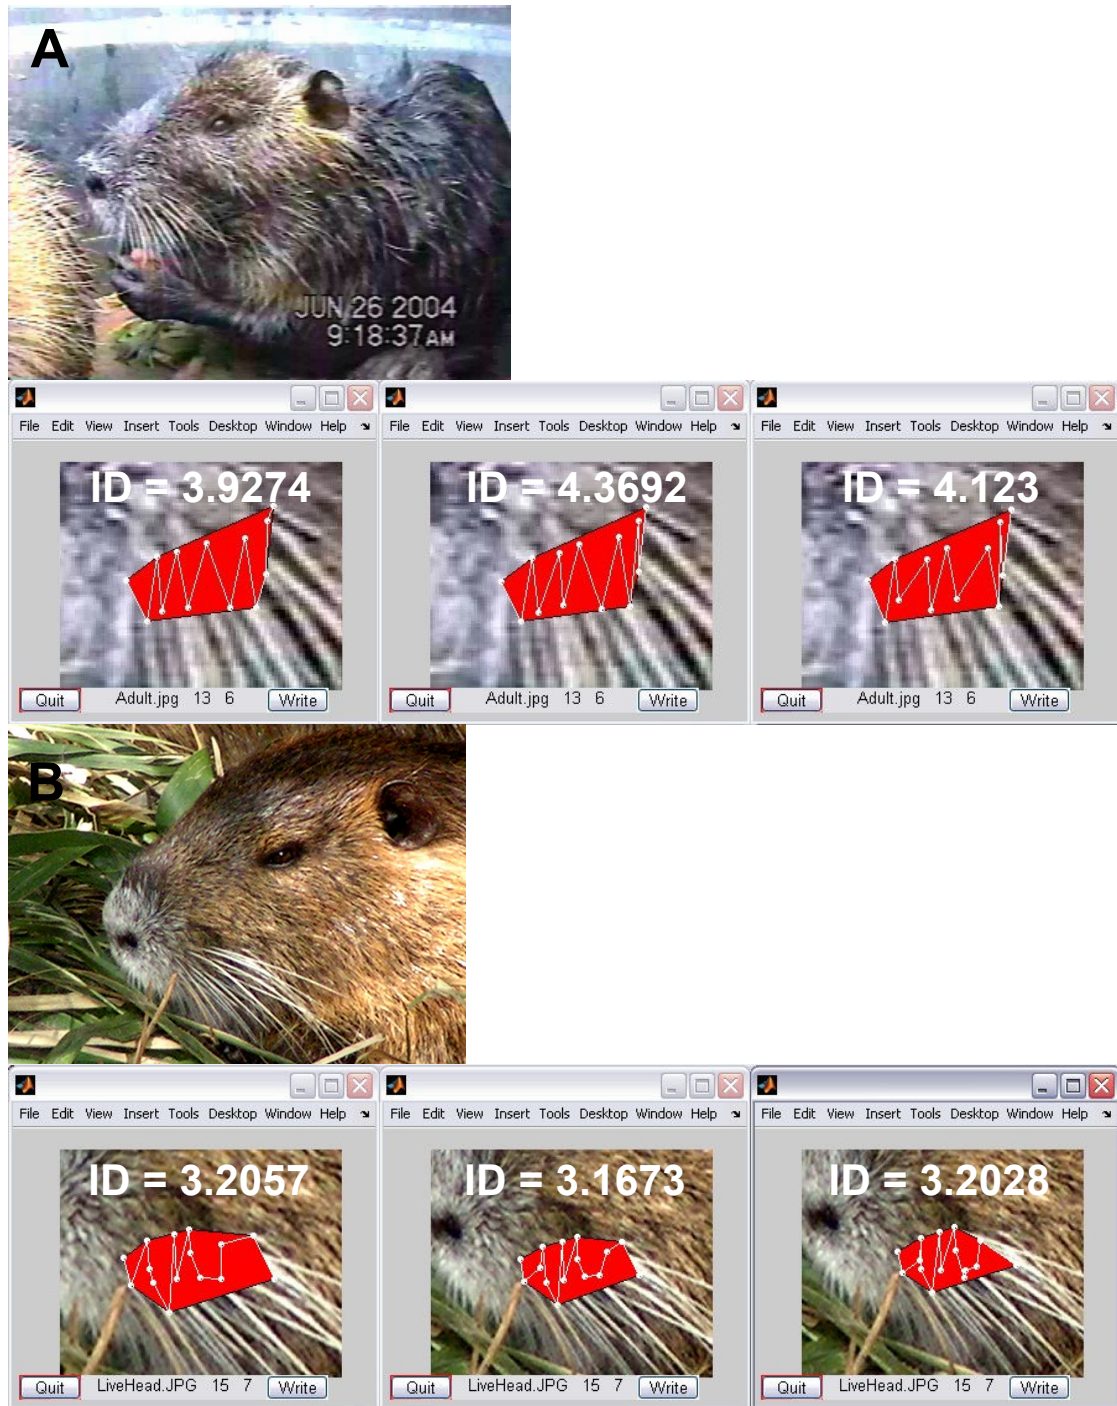 A
JUN 26 2004
9:18:37AM
File Edit View Insert Tools Desktop Window Help
File Edit View Insert Tools Desktop Window Help
File Edit View Insert Tools Desktop Window Help
ID = 3.9274
ID = 4.3692
ID = 4.123
Quit Adult.jpg 13 6 Write
Quit Adult.jpg 13 6 Write
Quit Adult.jpg 13 6 Write
B
File Edit View Insert Tools Desktop Window Help
File Edit View Insert Tools Desktop Window Help
File Edit View Insert Tools Desktop Window Help
ID = 3.2057
ID = 3.1673
ID = 3.2028
Quit LiveHead.JPG 15 7 Write
Quit LiveHead.JPG 15 7 Write
Quit LiveHead.JPG 15 7 Write